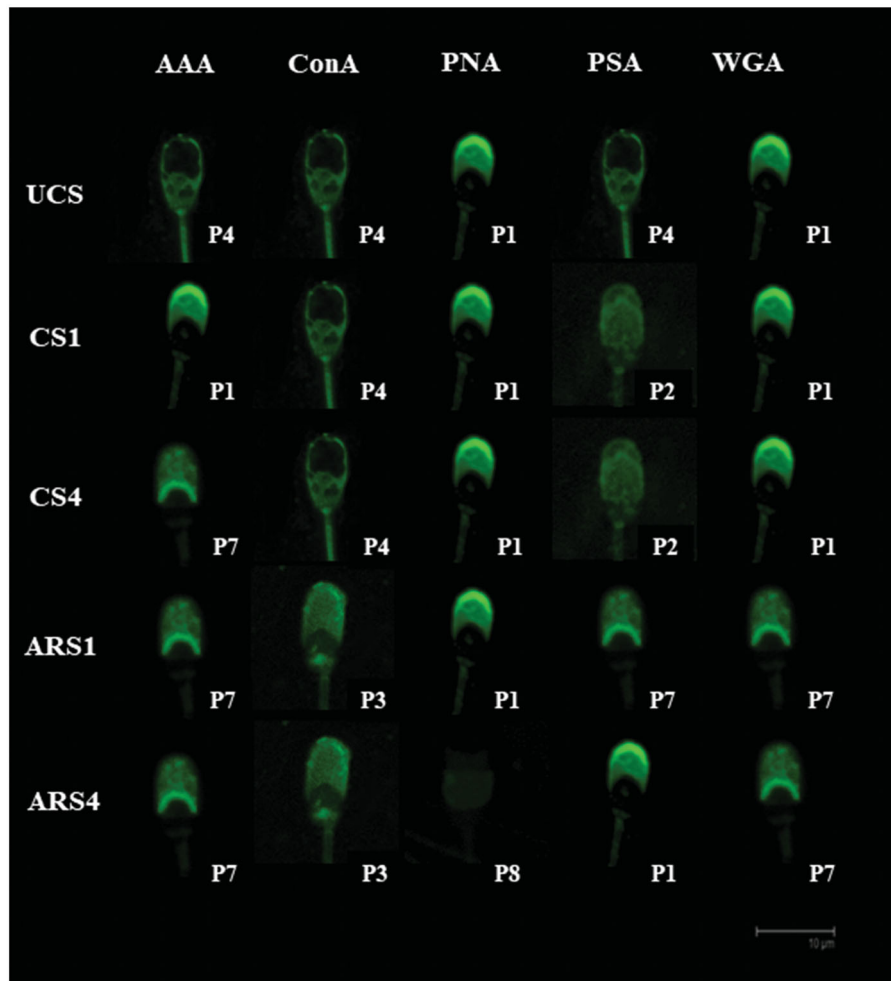 AAA ConA PNA PSA WGA
UCS P4 P4 P1 P4 P1
CS1 P1 P4 P1 P2 P1
CS4 P7 P4 P1 P2 P1
ARS1 P7 P3 P1 P7 P7
ARS4 P7 P3 P8 P1 P7
10 µm